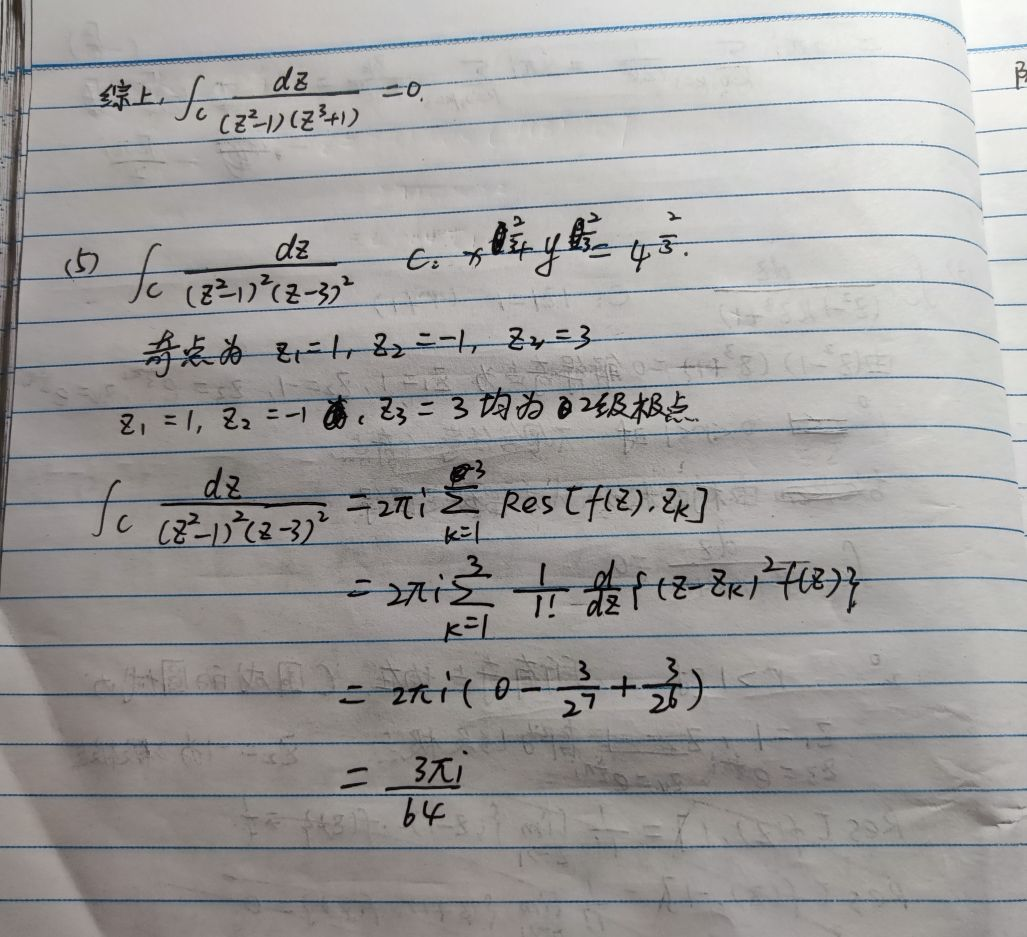 综上, ∫_C dz/((z²-1)(z³+1)) = 0.
(5) ∫_C dz/((z²-1)²(z-3)²) C: x^(2/3) + y^(2/3) = 4^(2/3).
奇点为 z₁=1, z₂=-1, z₂=3
z₁=1, z₂=-1, z₃=3 均为2级极点
∫_C dz/((z²-1)²(z-3)²) = 2πi ∑_{k=1}^{3} Res[f(z), z_k]
= 2πi ∑_{k=1}^{3} 1/1! d/dz {(z-z_k)² f(z)}
= 2πi(0 - 3/2⁷ + 3/2⁶)
= 3πi/64